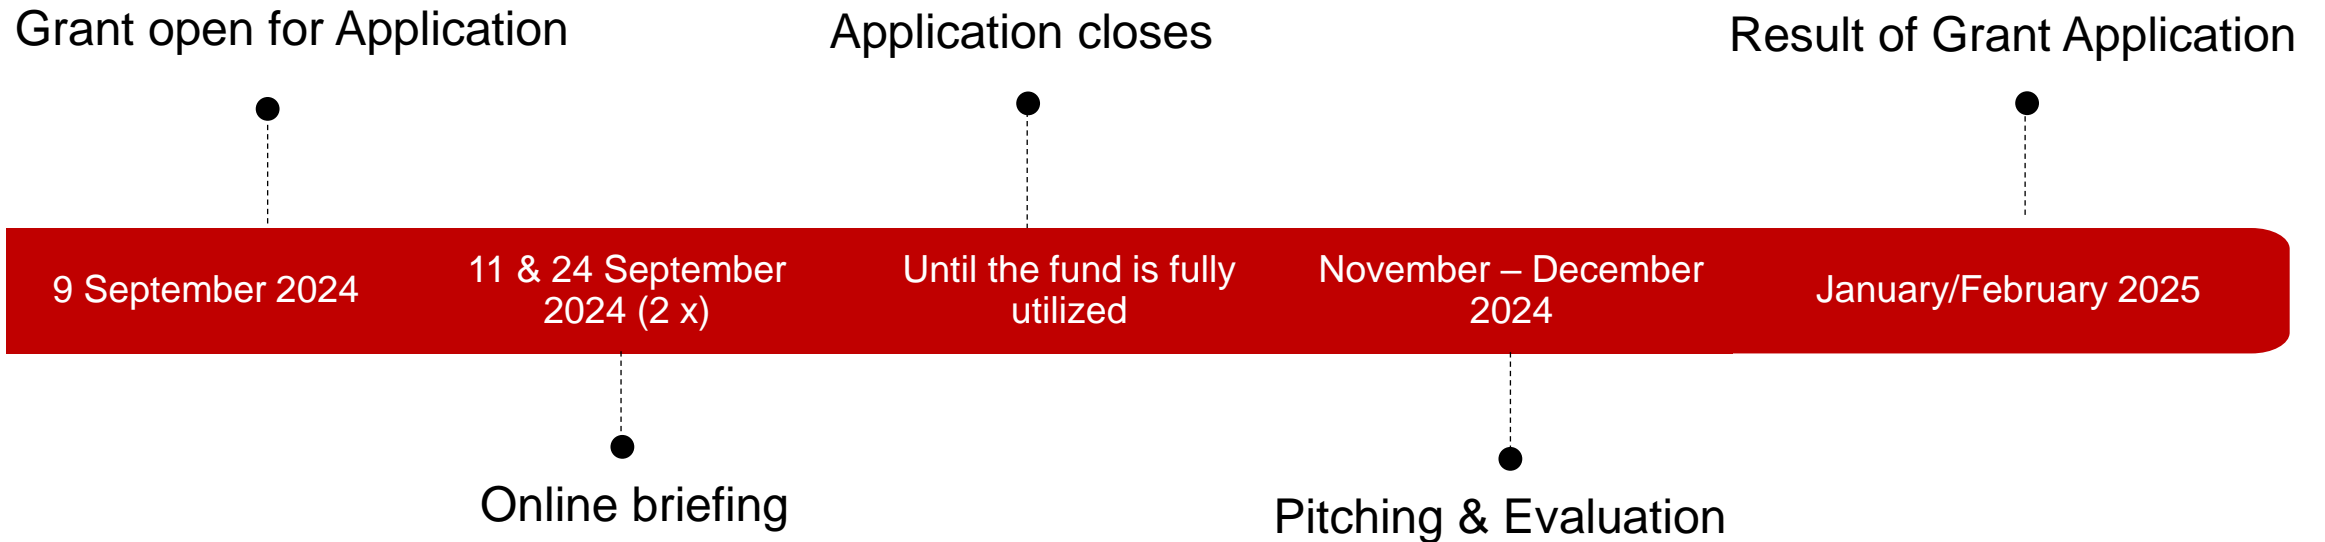 Grant open for Application
Application closes
Result of Grant Application
9 September 2024
11 & 24 September
2024 (2 x)
Until the fund is fully
utilized
November – December
2024
January/February 2025
Online briefing
Pitching & Evaluation